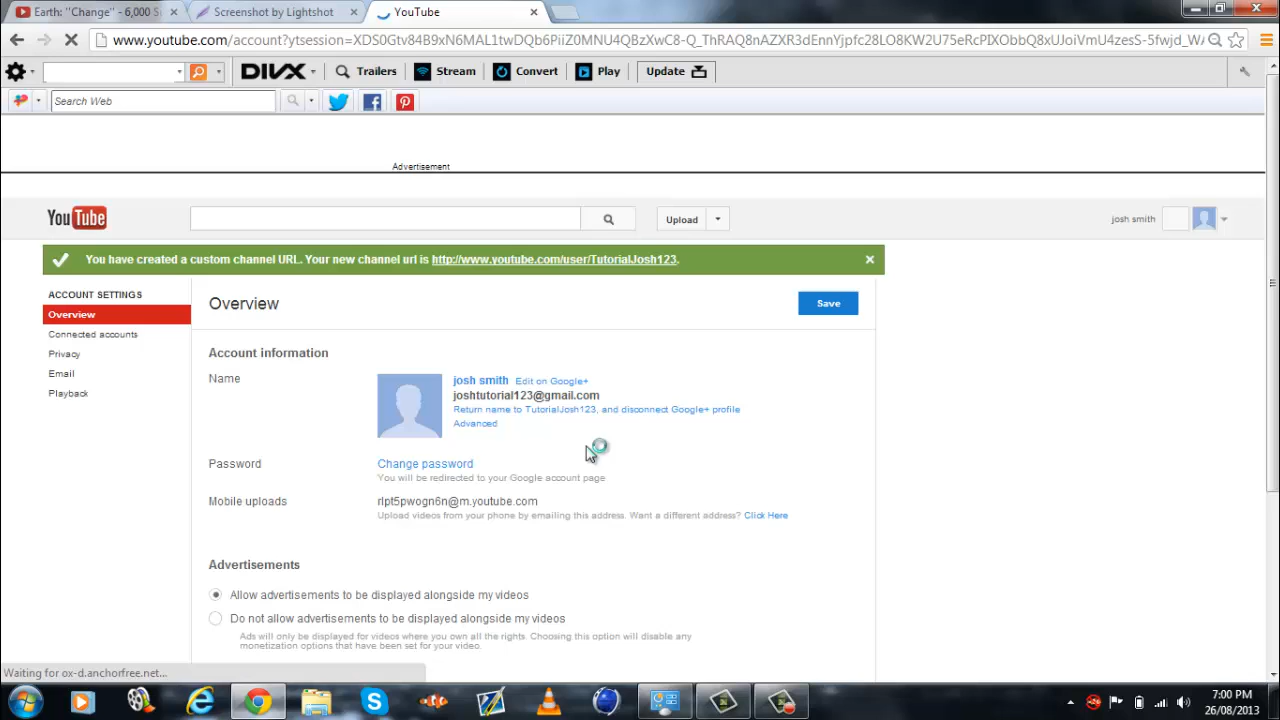 Earth: "Change" - 6,000 S
Screenshot by Lightshot
YouTube
www.youtube.com/account?ytsession=
DIVX
Trailers
Stream
Convert
Play
Update
Search Web
Advertisement
YouTube
Upload
josh smith
You have created a custom channel URL. Your new channel url is http://www.youtube.com/user/TutorialJosh123.
ACCOUNT SETTINGS
Overview
Connected accounts
Privacy
Email
Playback
Overview
Save
Account information
Name
josh smith Edit on Google+
joshtutorial123@gmail.com
Return name to TutorialJosh123, and disconnect Google+ profile
Advanced
Password
Change password
You will be redirected to your Google account page
Mobile uploads
rlpt5pwogn6n@m.youtube.com
Upload videos from your phone by emailing this address. Want a different address? Click Here
Advertisements
Allow advertisements to be displayed alongside my videos
Do not allow advertisements to be displayed alongside my videos
Ads will only be displayed for videos where you own all the rights. Choosing this option will disable any
monetization options that have been set for your video.
Waiting for ox-d.anchorfree.net...
7:00 PM
26/08/2013